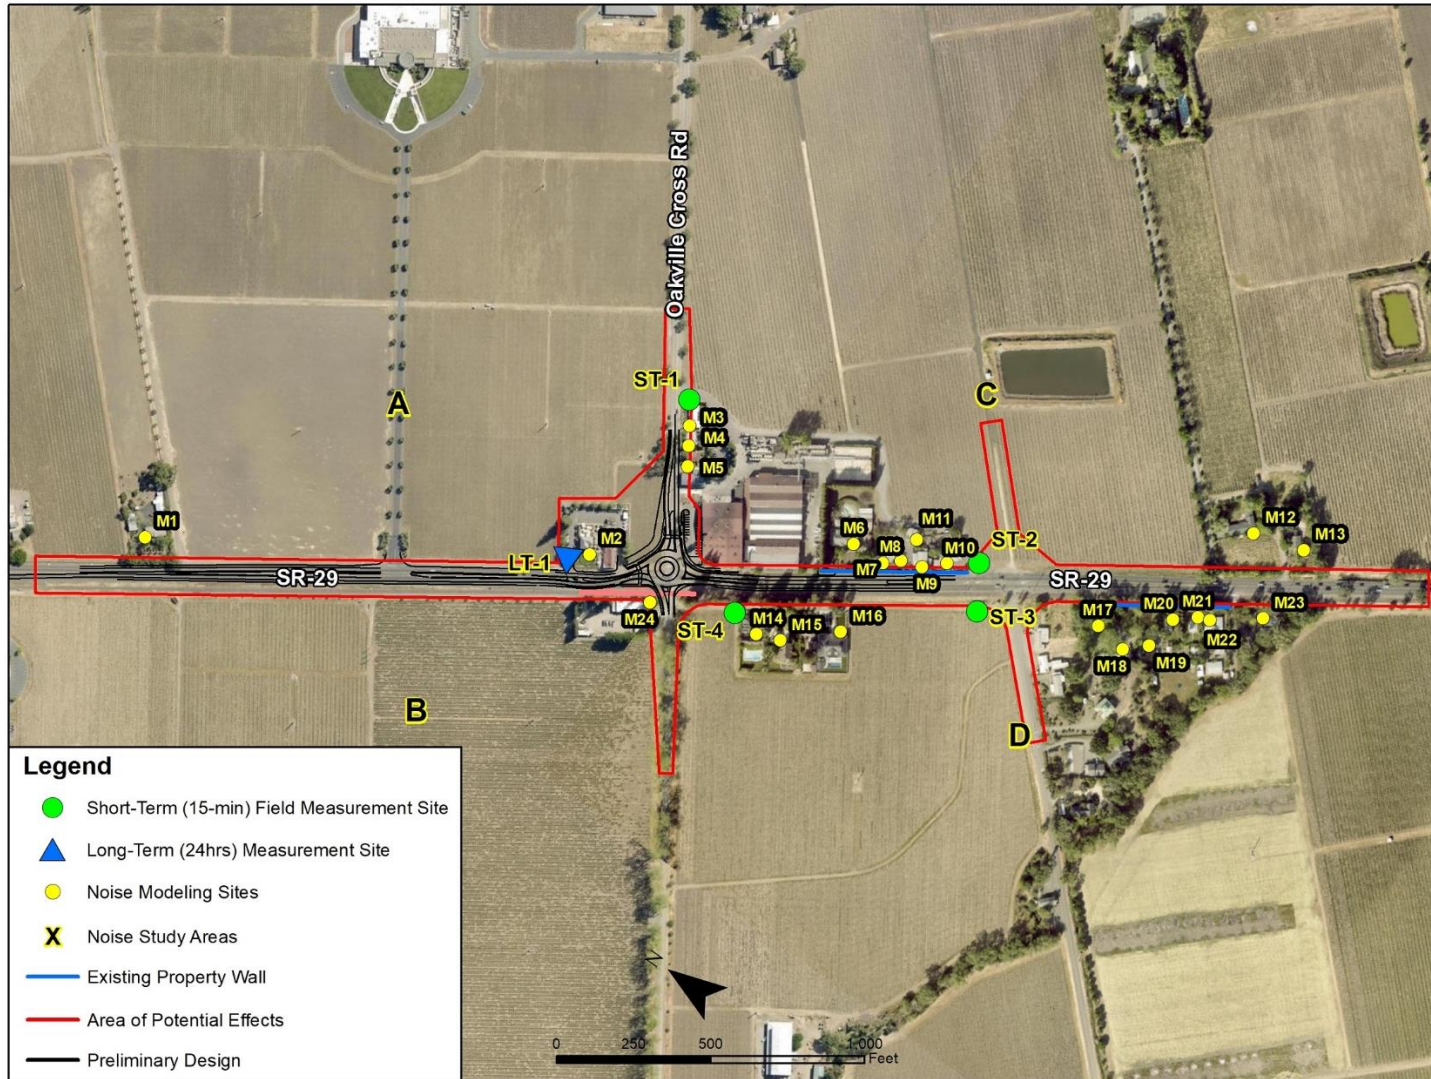 Oakville Cross Rd
ST-1
A
C
M3
M4
M5
M1
M2
LT-1
M6
M11
M8
M10
M7
M9
ST-2
M12
M13
SR-29
SR-29
M24
ST-4
M14
M15
M16
ST-3
M17
M20
M21
M23
M22
M18
M19
B
D
Legend
Short-Term (15-min) Field Measurement Site
Long-Term (24hrs) Measurement Site
Noise Modeling Sites
X Noise Study Areas
Existing Property Wall
Area of Potential Effects
Preliminary Design
N
0 250 500 1,000
Feet